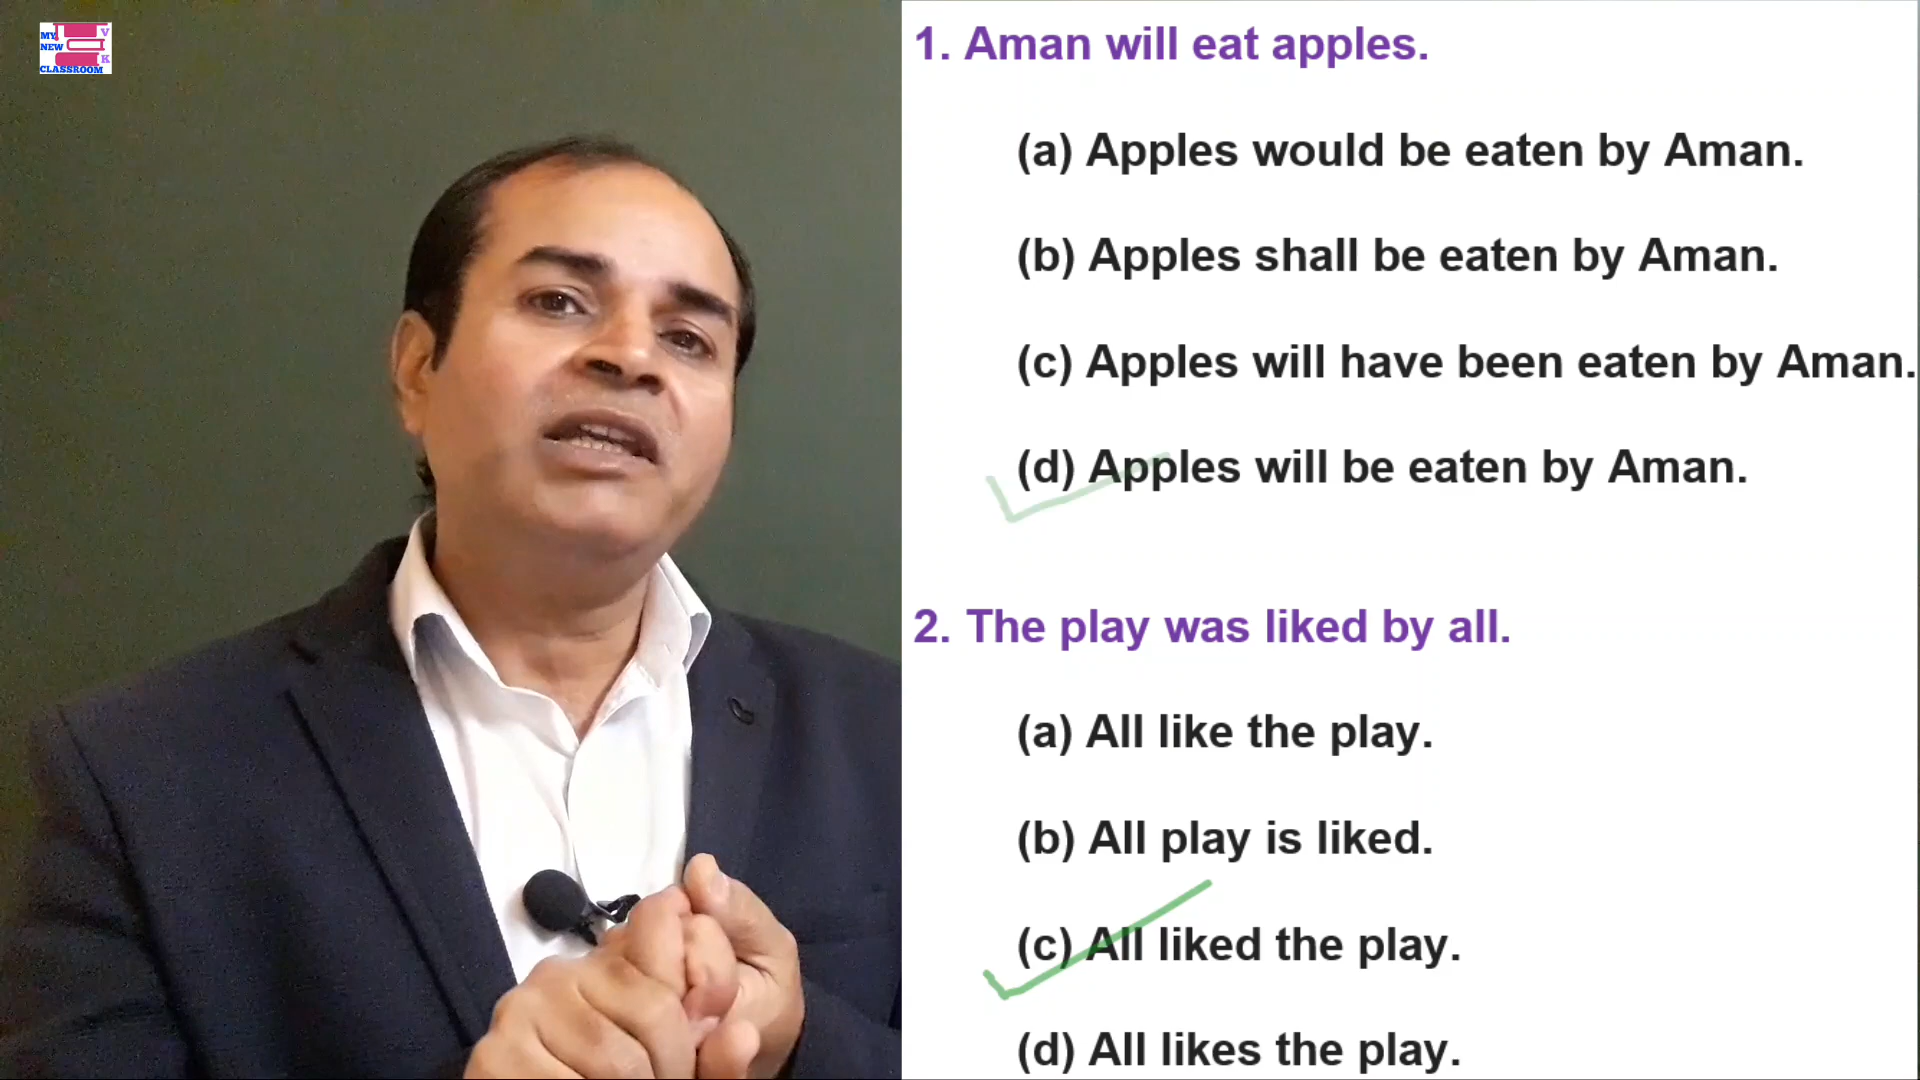 MY
NEW
V
K
CLASSROOM
1. Aman will eat apples.
(a) Apples would be eaten by Aman.
(b) Apples shall be eaten by Aman.
(c) Apples will have been eaten by Aman.
(d) Apples will be eaten by Aman.
2. The play was liked by all.
(a) All like the play.
(b) All play is liked.
(c) All liked the play.
(d) All likes the play.